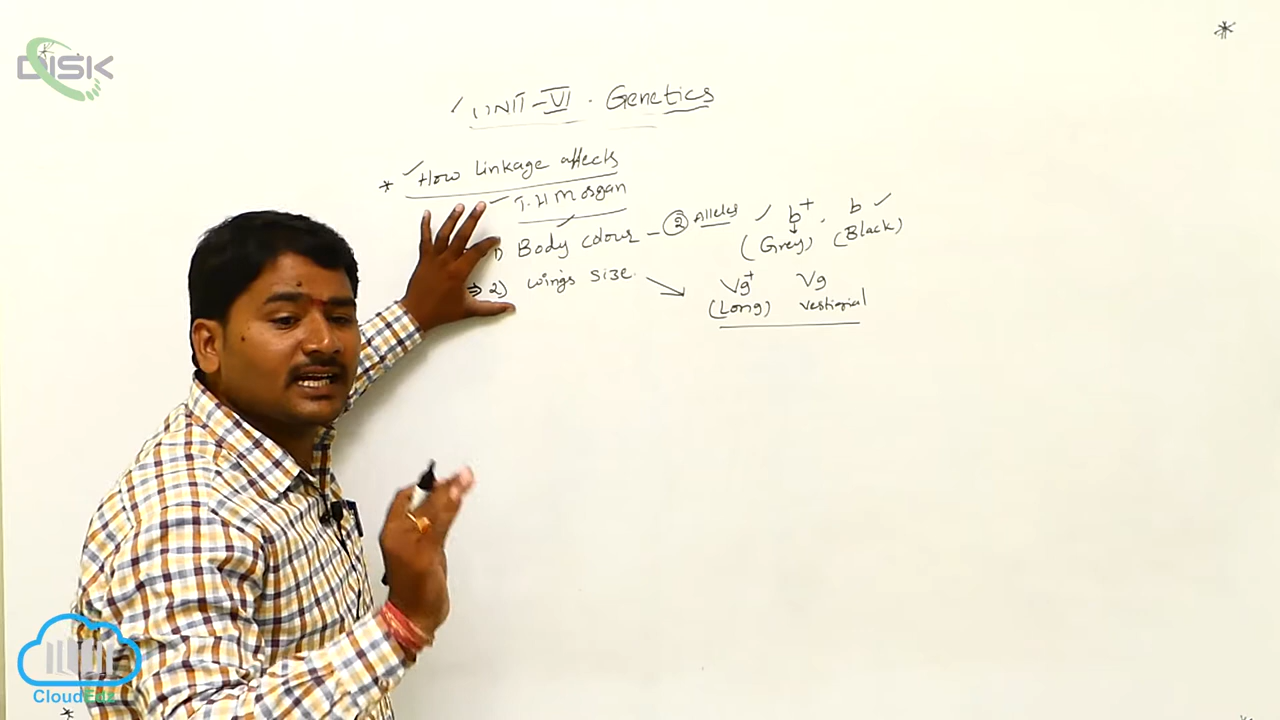 DISK
UNIT-VI. Genetics
* How linkage affects
T.H Morgan
1) Body colour - 2 Alleles b+ , b
(Grey) (Black)
⇒ 2) wings size. → Vg+ Vg
(Long) Vestigial
CloudEdz